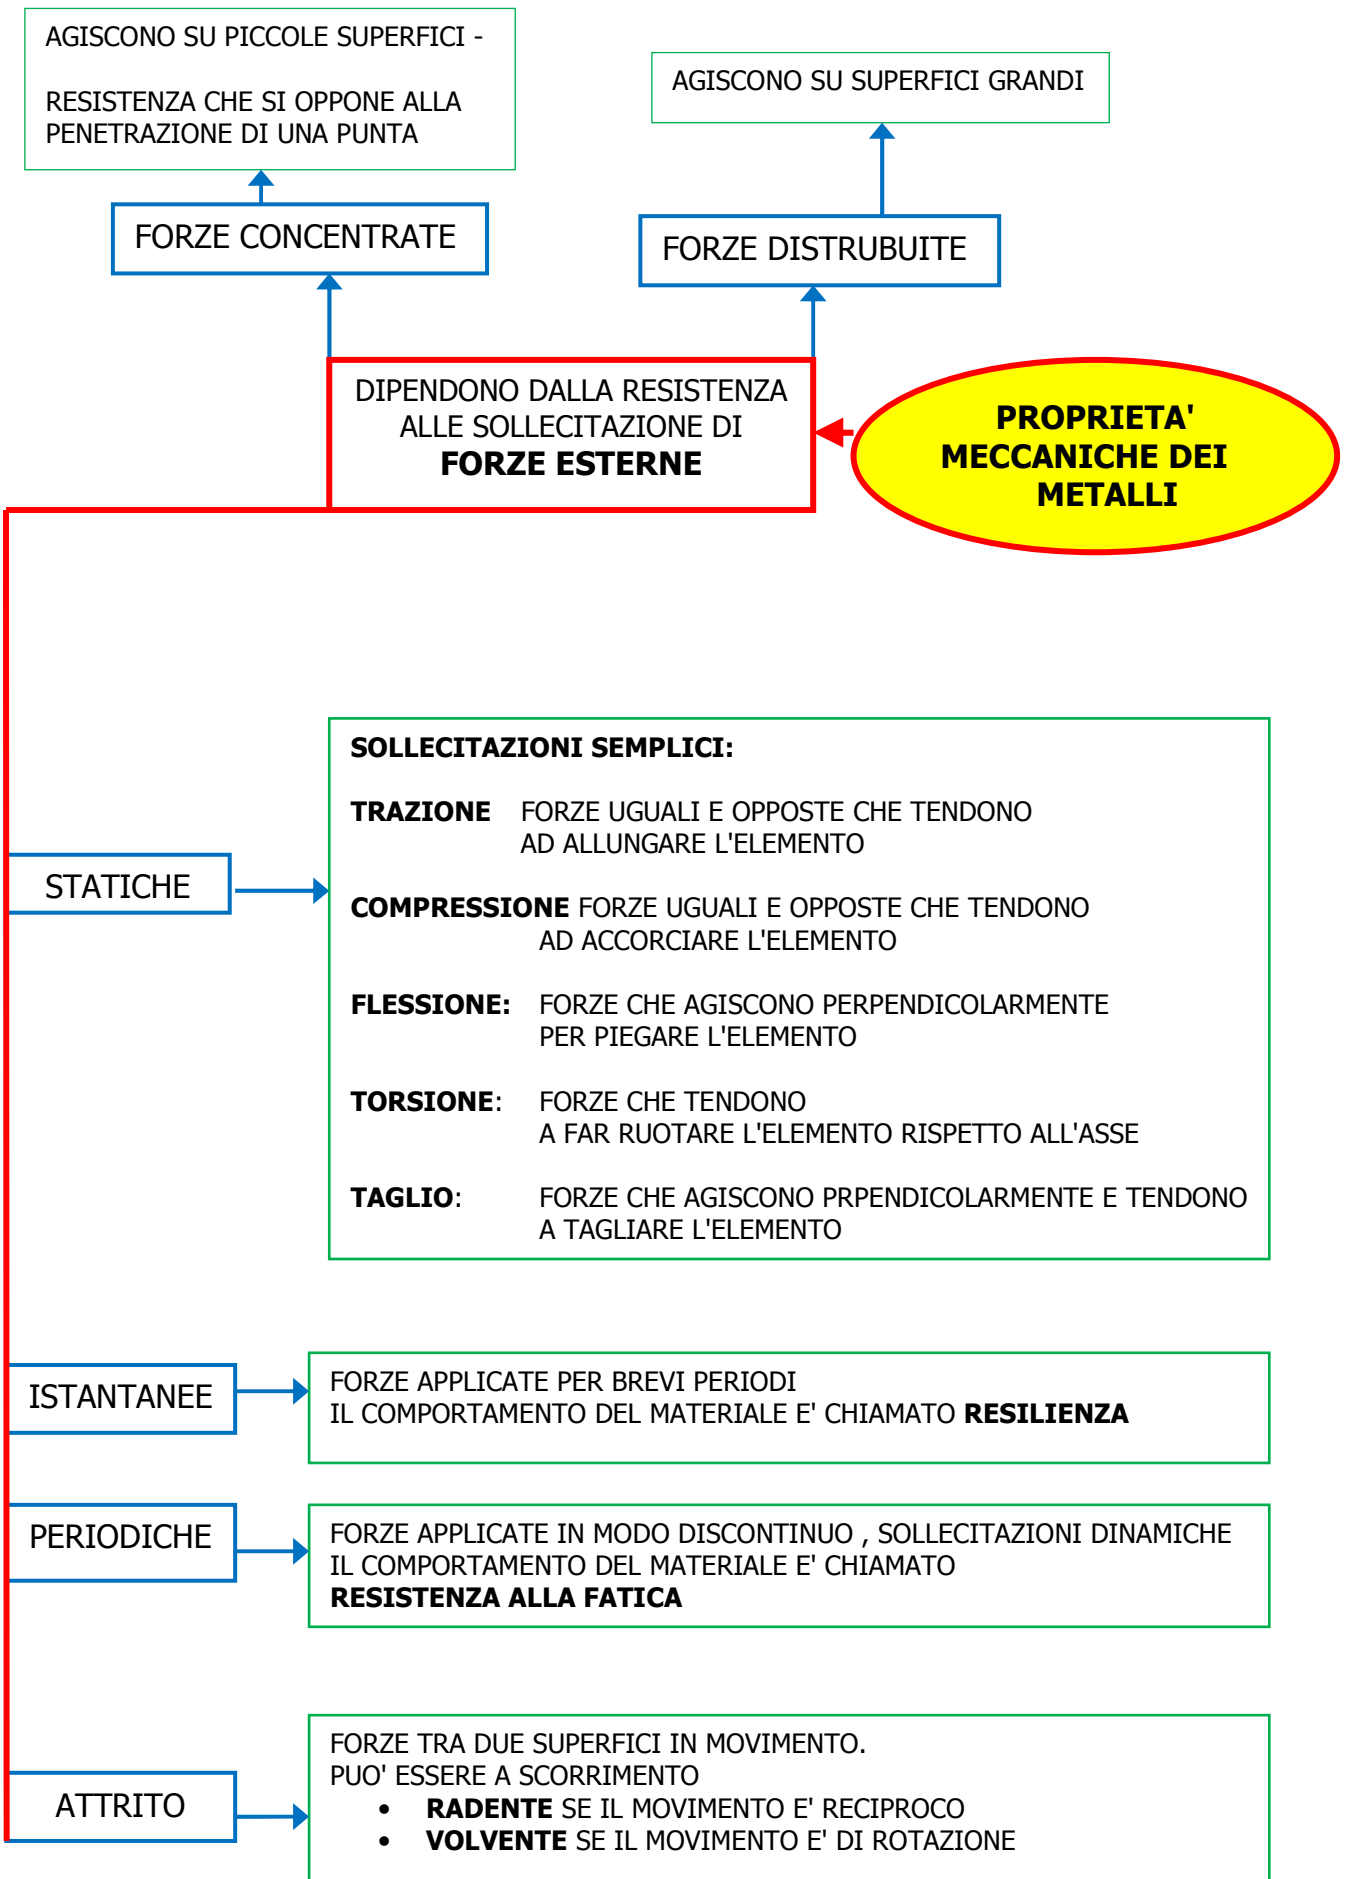 AGISCONO SU PICCOLE SUPERFICI -
RESISTENZA CHE SI OPPONE ALLA
PENETRAZIONE DI UNA PUNTA
AGISCONO SU SUPERFICI GRANDI
FORZE CONCENTRATE
FORZE DISTRUBUITE
DIPENDONO DALLA RESISTENZA
ALLE SOLLECITAZIONE DI
FORZE ESTERNE
PROPRIETA'
MECCANICHE DEI
METALLI
STATICHE
SOLLECITAZIONI SEMPLICI:
TRAZIONE FORZE UGUALI E OPPOSTE CHE TENDONO
AD ALLUNGARE L'ELEMENTO
COMPRESSIONE FORZE UGUALI E OPPOSTE CHE TENDONO
AD ACCORCIARE L'ELEMENTO
FLESSIONE: FORZE CHE AGISCONO PERPENDICOLARMENTE
PER PIEGARE L'ELEMENTO
TORSIONE: FORZE CHE TENDONO
A FAR RUOTARE L'ELEMENTO RISPETTO ALL'ASSE
TAGLIO: FORZE CHE AGISCONO PRPENDICOLARMENTE E TENDONO
A TAGLIARE L'ELEMENTO
ISTANTANEE
FORZE APPLICATE PER BREVI PERIODI
IL COMPORTAMENTO DEL MATERIALE E' CHIAMATO RESILIENZA
PERIODICHE
FORZE APPLICATE IN MODO DISCONTINUO , SOLLECITAZIONI DINAMICHE
IL COMPORTAMENTO DEL MATERIALE E' CHIAMATO
RESISTENZA ALLA FATICA
ATTRITO
FORZE TRA DUE SUPERFICI IN MOVIMENTO.
PUO' ESSERE A SCORRIMENTO
• RADENTE SE IL MOVIMENTO E' RECIPROCO
• VOLVENTE SE IL MOVIMENTO E' DI ROTAZIONE